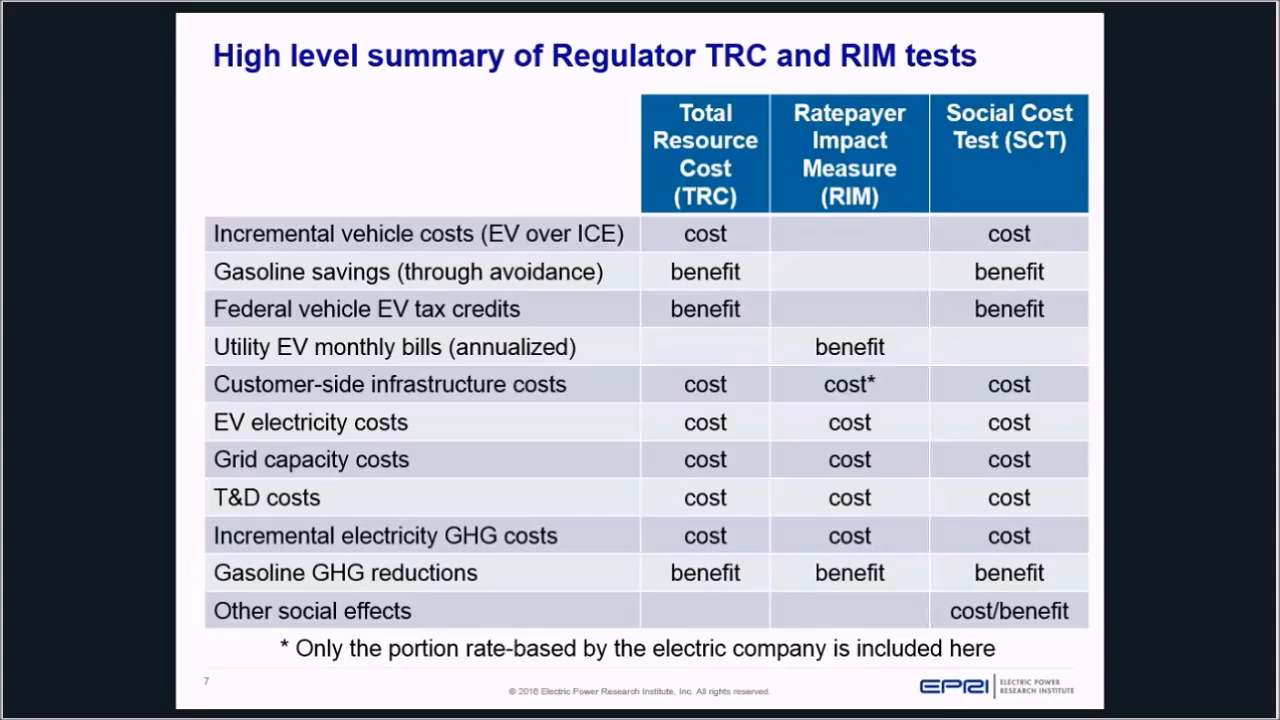 High level summary of Regulator TRC and RIM tests
Total Resource Cost (TRC) Ratepayer Impact Measure (RIM) Social Cost Test (SCT)
Incremental vehicle costs (EV over ICE) cost cost
Gasoline savings (through avoidance) benefit benefit
Federal vehicle EV tax credits benefit benefit
Utility EV monthly bills (annualized) benefit
Customer-side infrastructure costs cost cost* cost
EV electricity costs cost cost cost
Grid capacity costs cost cost cost
T&D costs cost cost cost
Incremental electricity GHG costs cost cost cost
Gasoline GHG reductions benefit benefit benefit
Other social effects cost/benefit
* Only the portion rate-based by the electric company is included here
7
© 2016 Electric Power Research Institute, Inc. All rights reserved.
EPRI ELECTRIC POWER
RESEARCH INSTITUTE